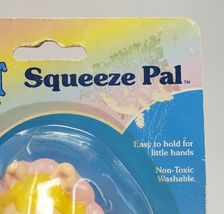 Squeeze Pal™
Easy to hold for
little hands
Non-Toxic
Washable